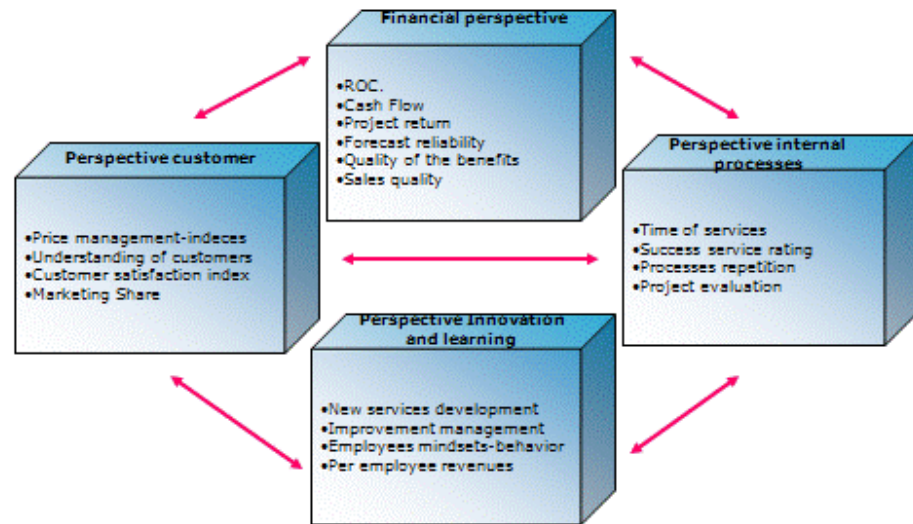 Financial perspective
•ROC.
•Cash Flow
•Project return
•Forecast reliability
•Quality of the benefits
•Sales quality
Perspective customer
•Price management-indeces
•Understanding of customers
•Customer satisfaction index
•Marketing Share
Perspective internal
processes
•Time of services
•Success service rating
•Processes repetition
•Project evaluation
Perspective Innovation
and learning
•New services development
•Improvement management
•Employees mindsets-behavior
•Per employee revenues